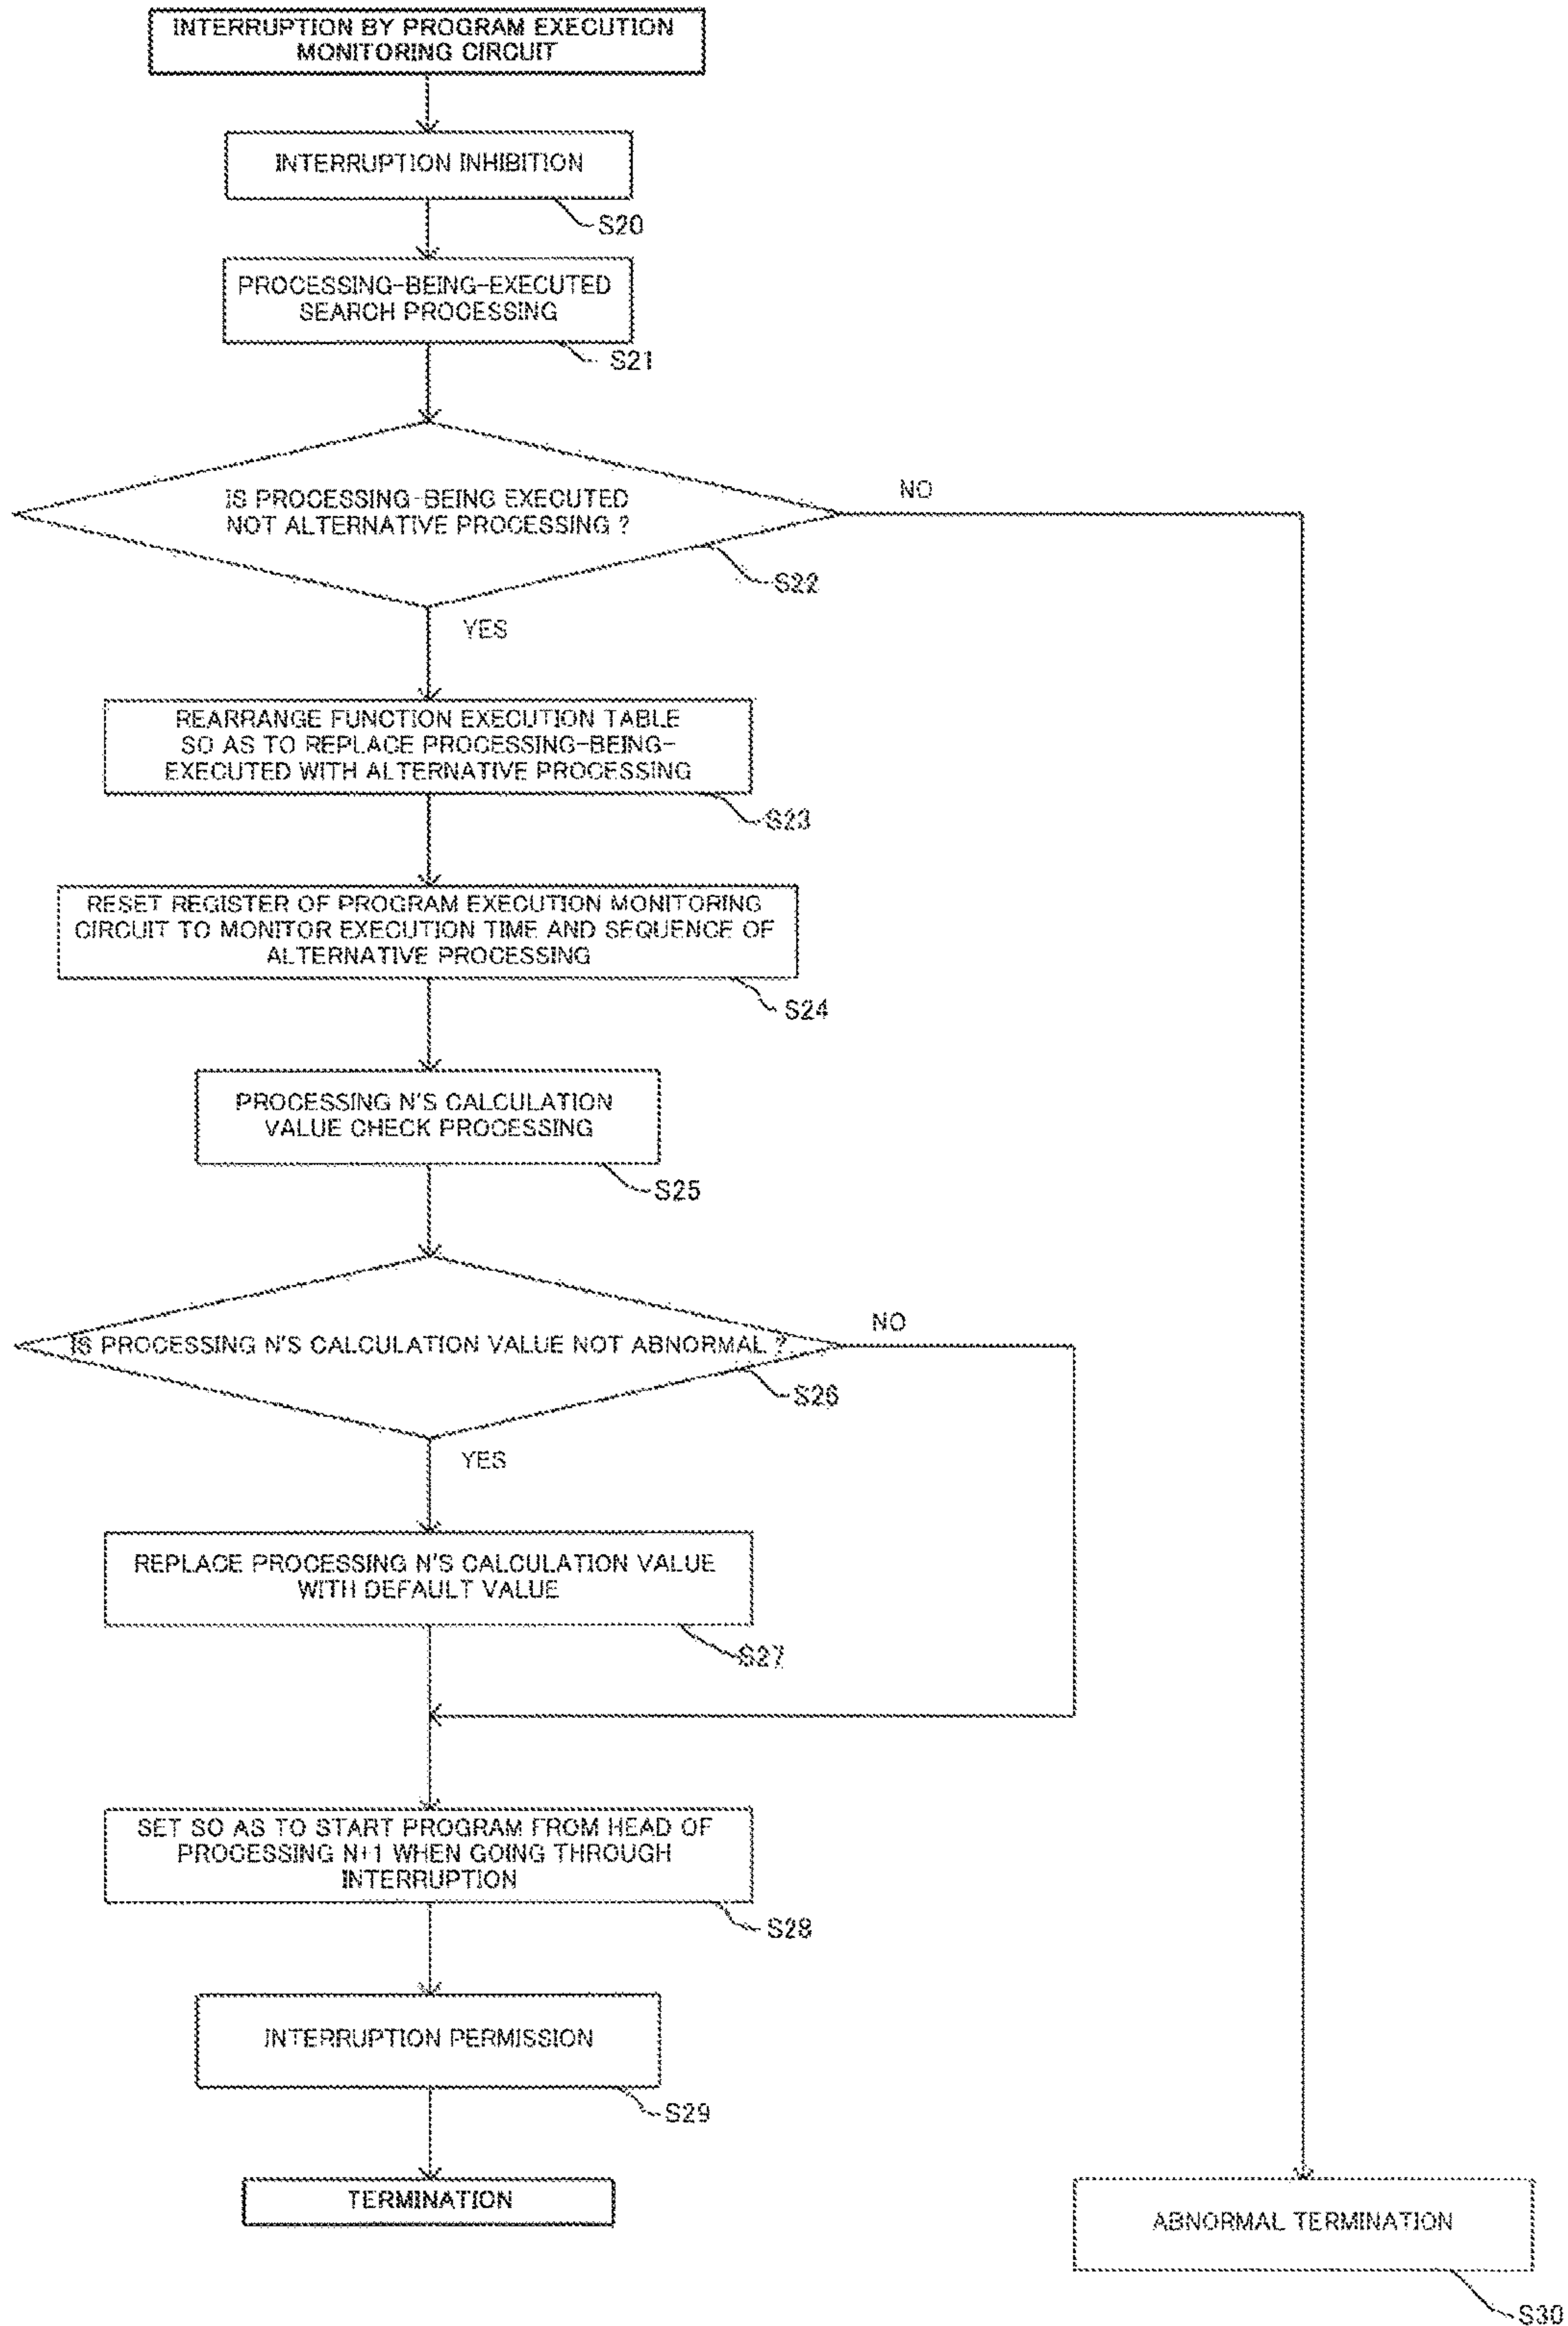 INTERRUPTION BY PROGRAM EXECUTION
MONITORING CIRCUIT
INTERRUPTION INHIBITION
S20
PROCESSING-BEING-EXECUTED
SEARCH PROCESSING
S21
IS PROCESSING-BEING EXECUTED
NOT ALTERNATIVE PROCESSING ?
NO
S22
YES
REARRANGE FUNCTION EXECUTION TABLE
SO AS TO REPLACE PROCESSING-BEING-
EXECUTED WITH ALTERNATIVE PROCESSING
S23
RESET REGISTER OF PROGRAM EXECUTION MONITORING
CIRCUIT TO MONITOR EXECUTION TIME AND SEQUENCE OF
ALTERNATIVE PROCESSING
S24
PROCESSING N'S CALCULATION
VALUE CHECK PROCESSING
S25
IS PROCESSING N'S CALCULATION VALUE NOT ABNORMAL ?
NO
S26
YES
REPLACE PROCESSING N'S CALCULATION VALUE
WITH DEFAULT VALUE
S27
SET SO AS TO START PROGRAM FROM HEAD OF
PROCESSING N+1 WHEN GOING THROUGH
INTERRUPTION
S28
INTERRUPTION PERMISSION
S29
TERMINATION
ABNORMAL TERMINATION
S30